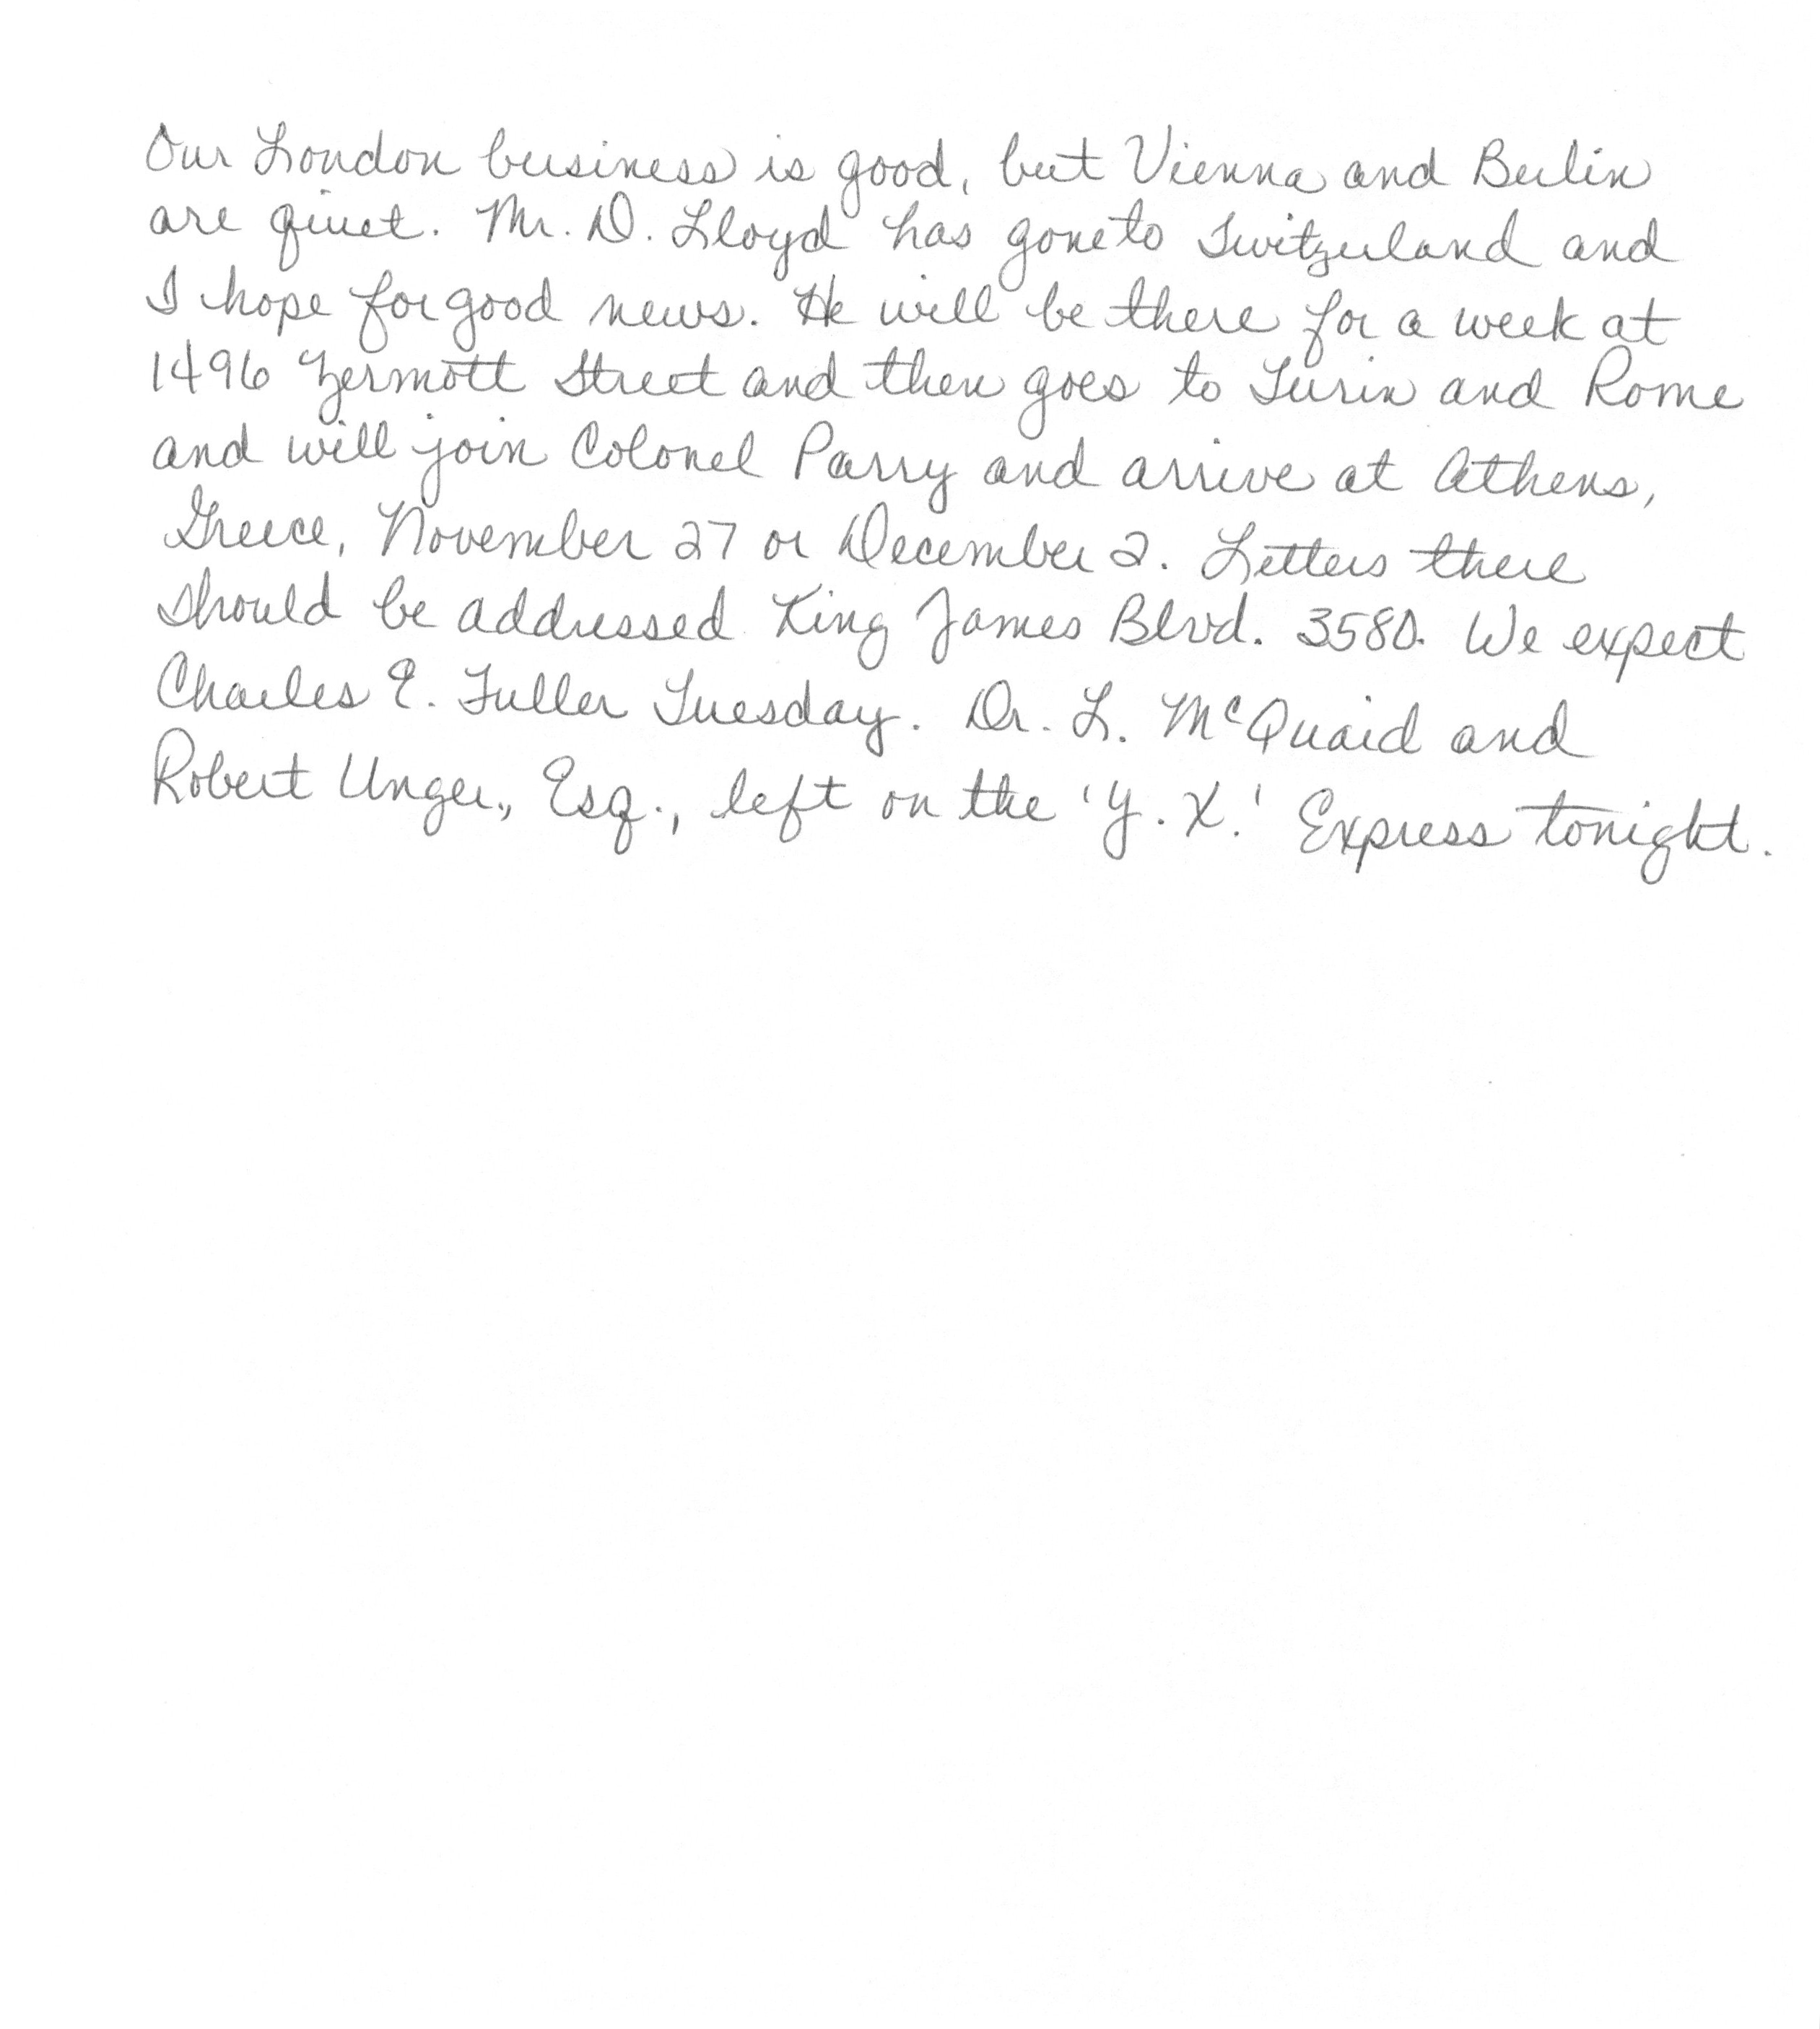 Our London business is good, but Vienna and Berlin
are quiet. Mr. D. Lloyd has gone to Switzerland and
I hope for good news. He will be there for a week at
1496 Zermott Street and then goes to Turin and Rome
and will join Colonel Parry and arrive at Athens,
Greece, November 27 or December 2. Letters there
should be addressed King James Blvd. 3580. We expect
Charles E. Fuller Tuesday. Dr. L. McQuaid and
Robert Unger, Esq., left on the 'Y. X.' Express tonight.